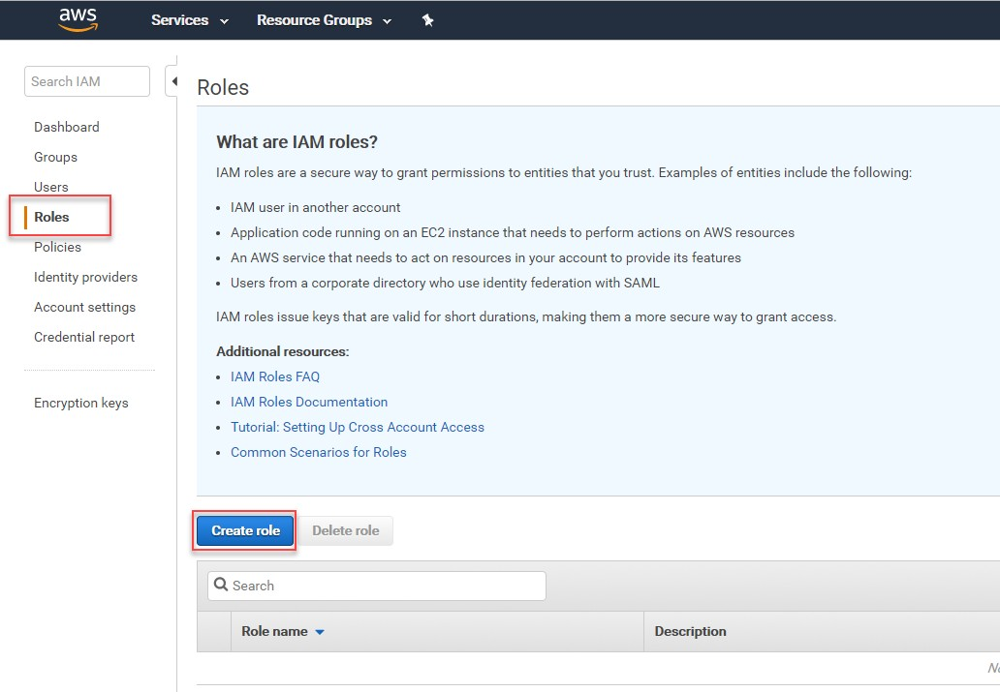 aws Services Resource Groups
Search IAM
Dashboard
Groups
Users
Roles
Policies
Identity providers
Account settings
Credential report
Encryption keys
Roles
What are IAM roles?
IAM roles are a secure way to grant permissions to entities that you trust. Examples of entities include the following:
• IAM user in another account
• Application code running on an EC2 instance that needs to perform actions on AWS resources
• An AWS service that needs to act on resources in your account to provide its features
• Users from a corporate directory who use identity federation with SAML
IAM roles issue keys that are valid for short durations, making them a more secure way to grant access.
Additional resources:
• IAM Roles FAQ
• IAM Roles Documentation
• Tutorial: Setting Up Cross Account Access
• Common Scenarios for Roles
Create role Delete role
Search
Role name Description